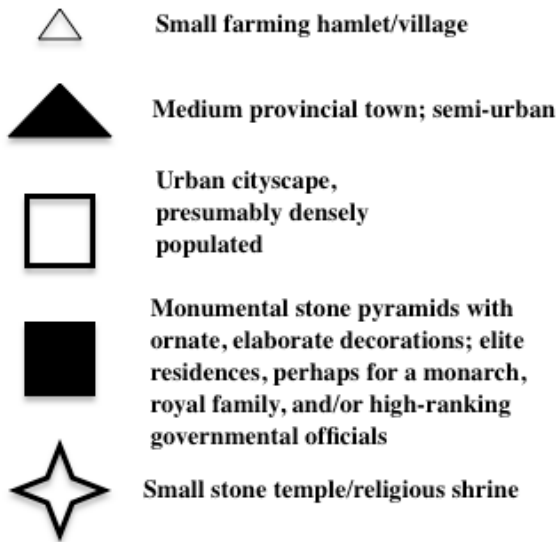 Small farming hamlet/village
Medium provincial town; semi-urban
Urban cityscape,
presumably densely
populated
Monumental stone pyramids with
ornate, elaborate decorations; elite
residences, perhaps for a monarch,
royal family, and/or high-ranking
governmental officials
Small stone temple/religious shrine